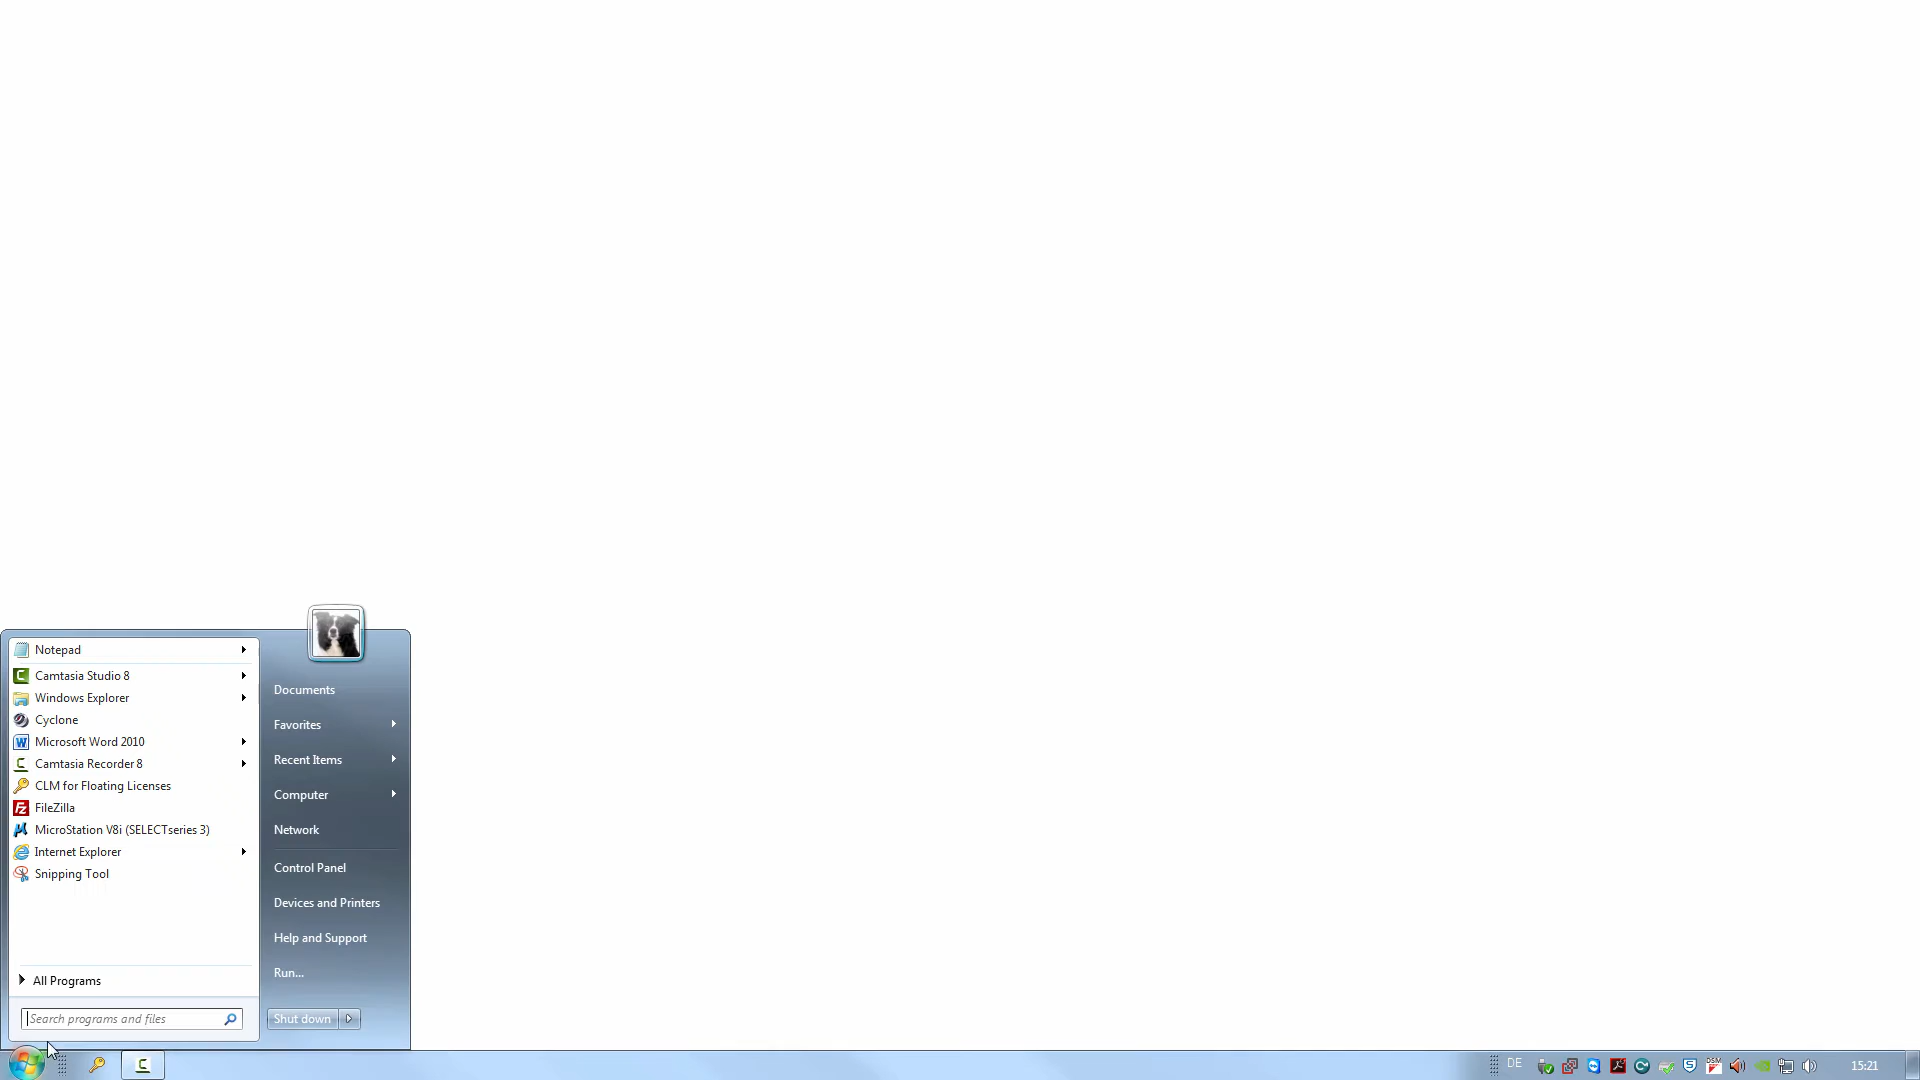 Notepad
Camtasia Studio 8
Windows Explorer
Cyclone
Microsoft Word 2010
Camtasia Recorder 8
CLM for Floating Licenses
FileZilla
MicroStation V8i (SELECTseries 3)
Internet Explorer
Snipping Tool
All Programs
Search programs and files
Documents
Favorites
Recent Items
Computer
Network
Control Panel
Devices and Printers
Help and Support
Run...
Shut down
DE
DSM
15:21